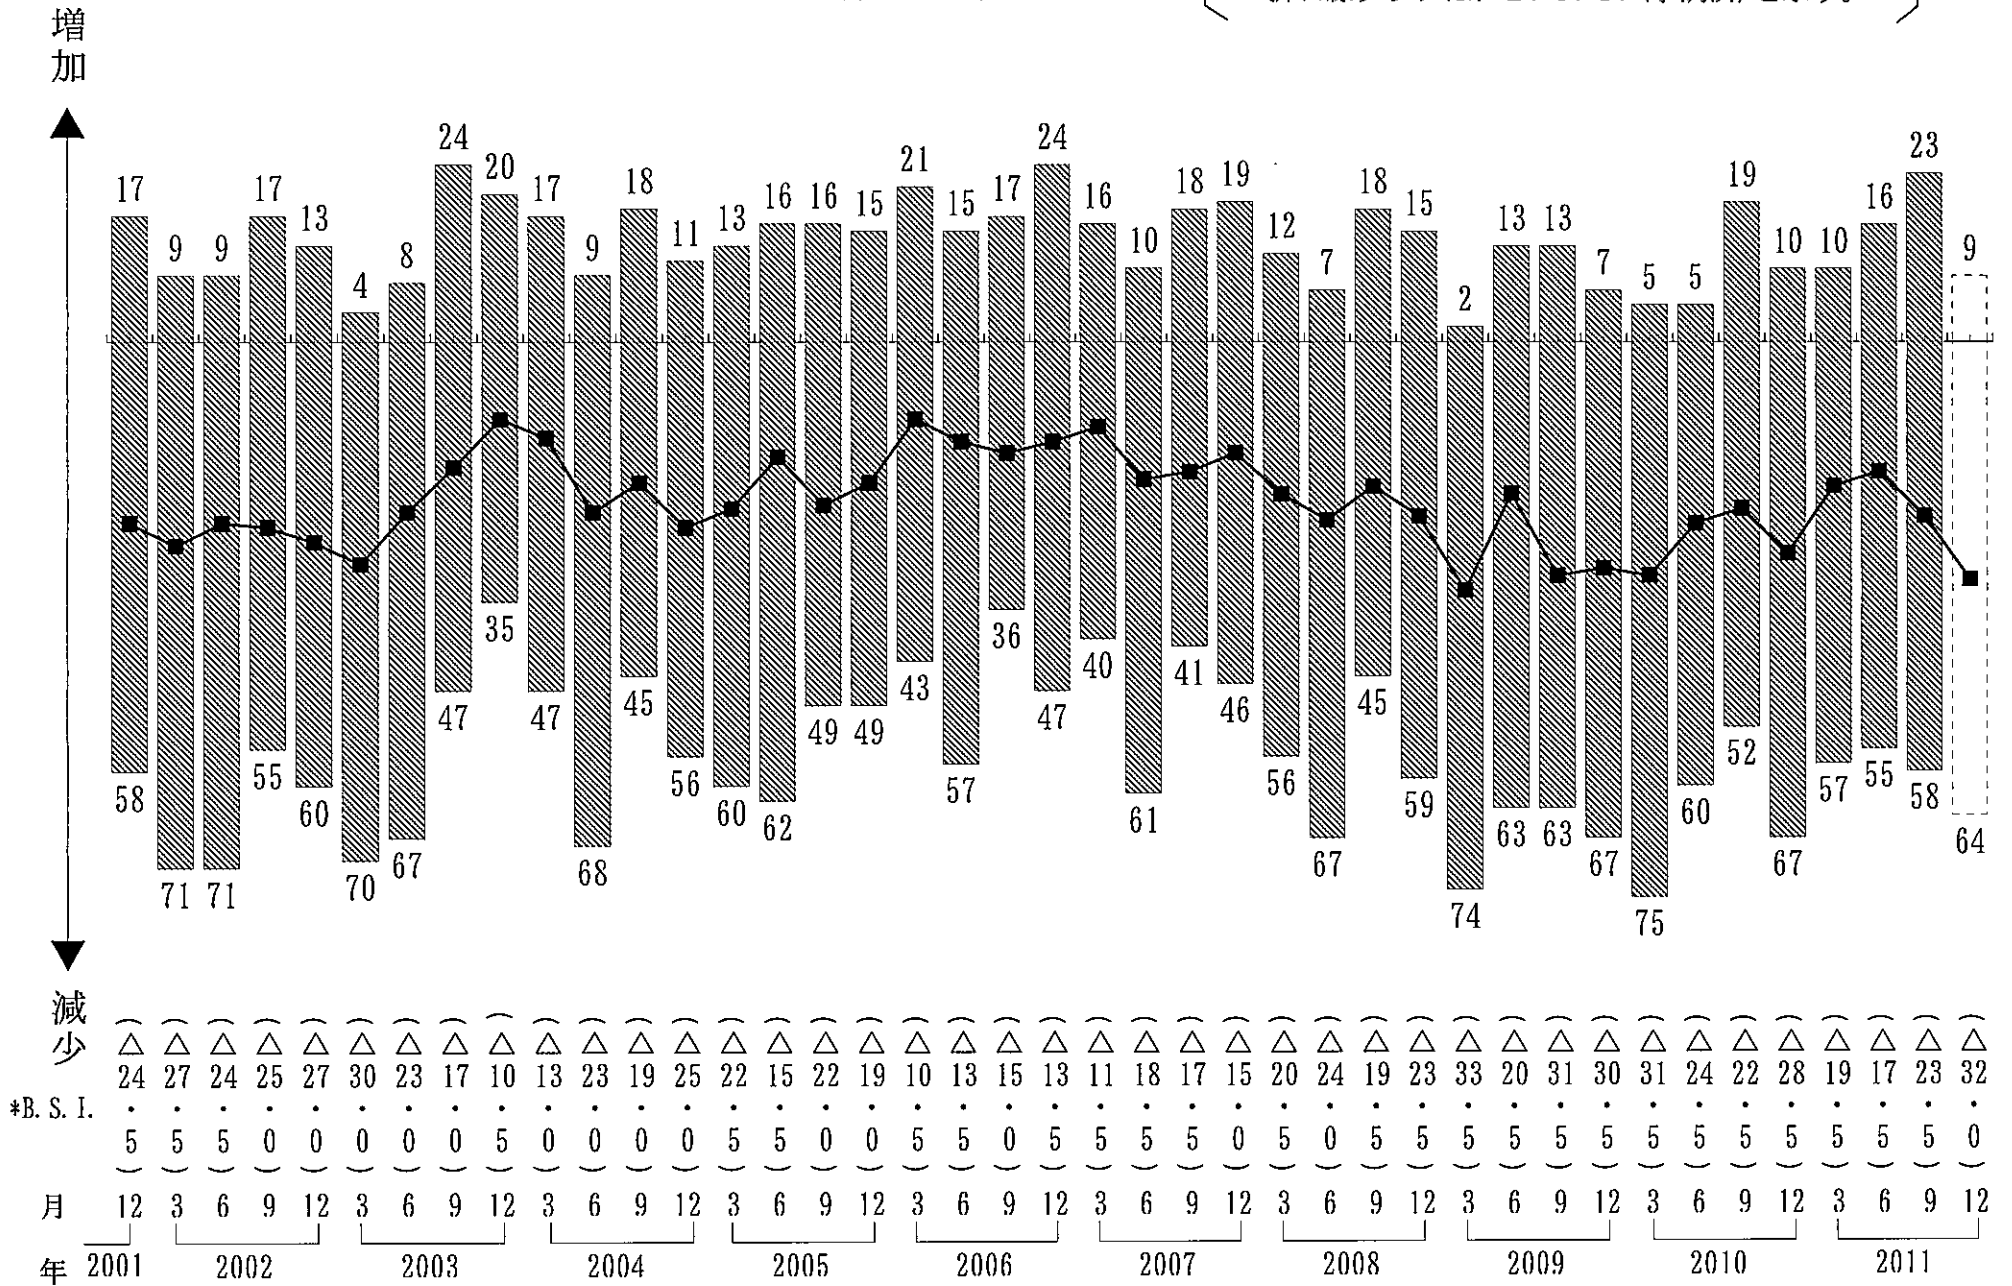 増加
17 9 9 17 13 4 8 24 20 17 9 18 11 13 16 16 15 21 15 17 24 16 10 18 19 12 7 18 15 2 13 13 7 5 5 19 10 10 16 23 9
58 71 71 55 60 70 67 47 35 47 68 45 56 60 62 49 49 43 57 36 47 40 61 41 46 56 67 45 59 74 63 63 67 75 60 52 67 57 55 58 64
減少
*B.S.I. (△24.5) (△27.5) (△24.5) (△25.0) (△27.0) (△30.0) (△23.0) (△17.0) (△10.5) (△13.0) (△23.0) (△19.0) (△25.0) (△22.5) (△15.5) (△22.0) (△19.0) (△10.5) (△13.5) (△15.0) (△13.5) (△11.5) (△18.5) (△17.5) (△15.0) (△20.5) (△24.0) (△19.5) (△23.5) (△33.5) (△20.5) (△31.5) (△30.5) (△31.5) (△24.5) (△22.5) (△28.5) (△19.5) (△17.5) (△23.5) (△32.0)
月 12 3 6 9 12 3 6 9 12 3 6 9 12 3 6 9 12 3 6 9 12 3 6 9 12 3 6 9 12 3 6 9 12 3 6 9 12 3 6 9 12
年 2001 2002 2003 2004 2005 2006 2007 2008 2009 2010 2011